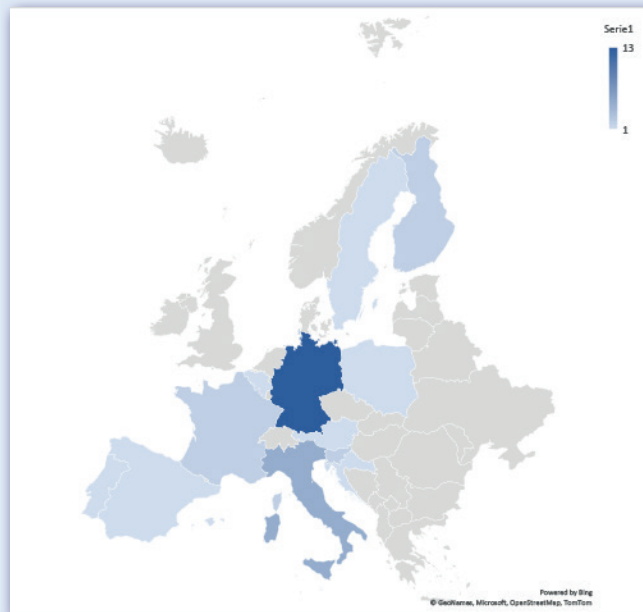 Serie1
13
1
Powered by Bing
© GeoNames, Microsoft, OpenStreetMap, TomTom